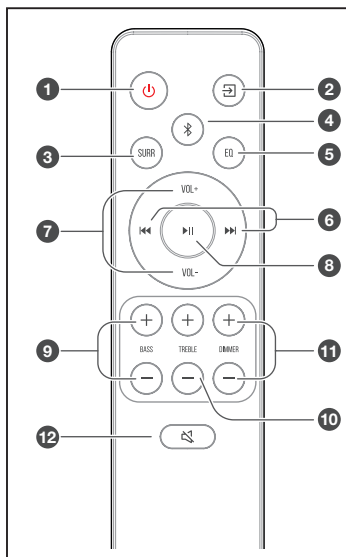 1
2
4
3
SURR
EQ
5
VOL+
6
7
8
VOL-
9
BASS
TREBLE
DIMMER
11
10
12